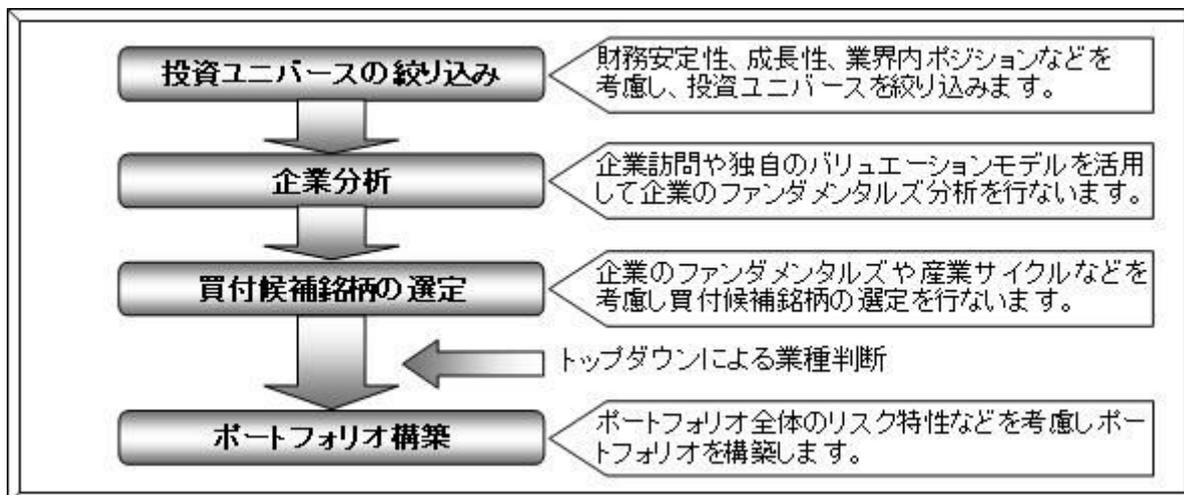 投資ユニバースの絞り込み
財務安定性、成長性、業界内ポジションなどを
考慮し、投資ユニバースを絞り込みます。
企業分析
企業訪問や独自のバリュエーションモデルを活用
して企業のファンダメンタルズ分析を行ないます。
買付候補銘柄の選定
企業のファンダメンタルズや産業サイクルなどを
考慮し買付候補銘柄の選定を行ないます。
トップダウンによる業種判断
ポートフォリオ構築
ポートフォリオ全体のリスク特性などを考慮しポー
トフォリオを構築します。